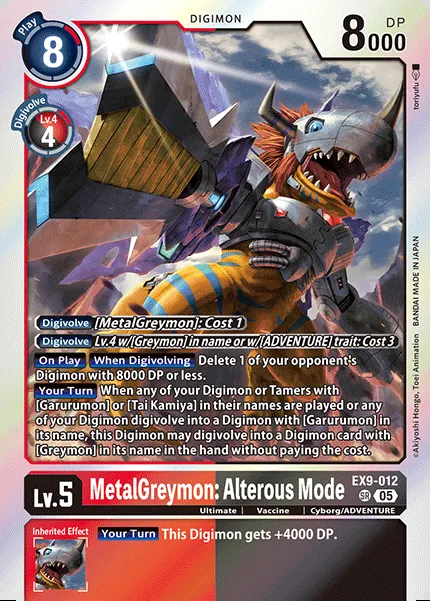 Play
8
DIGIMON
8000 DP
toriyufu
Digivolve
Lv.4
4
©Akiyoshi Hongo, Toei Animation BANDAI MADE IN JAPAN
Digivolve [MetalGreymon]: Cost 1
Digivolve Lv.4 w/[Greymon] in name or w/[ADVENTURE] trait: Cost 3
On Play When Digivolving Delete 1 of your opponent's
Digimon with 8000 DP or less.
Your Turn When any of your Digimon or Tamers with
[Garurumon] or [Tai Kamiya] in their names are played or any
of your Digimon digivolve into a Digimon with [Garurumon] in
its name, this Digimon may digivolve into a Digimon card with
[Greymon] in its name in the hand without paying the cost.
Lv.5 MetalGreymon: Alterous Mode EX9-012
SR 05
Ultimate | Vaccine | Cyborg/ADVENTURE
Inherited Effect
Your Turn This Digimon gets +4000 DP.